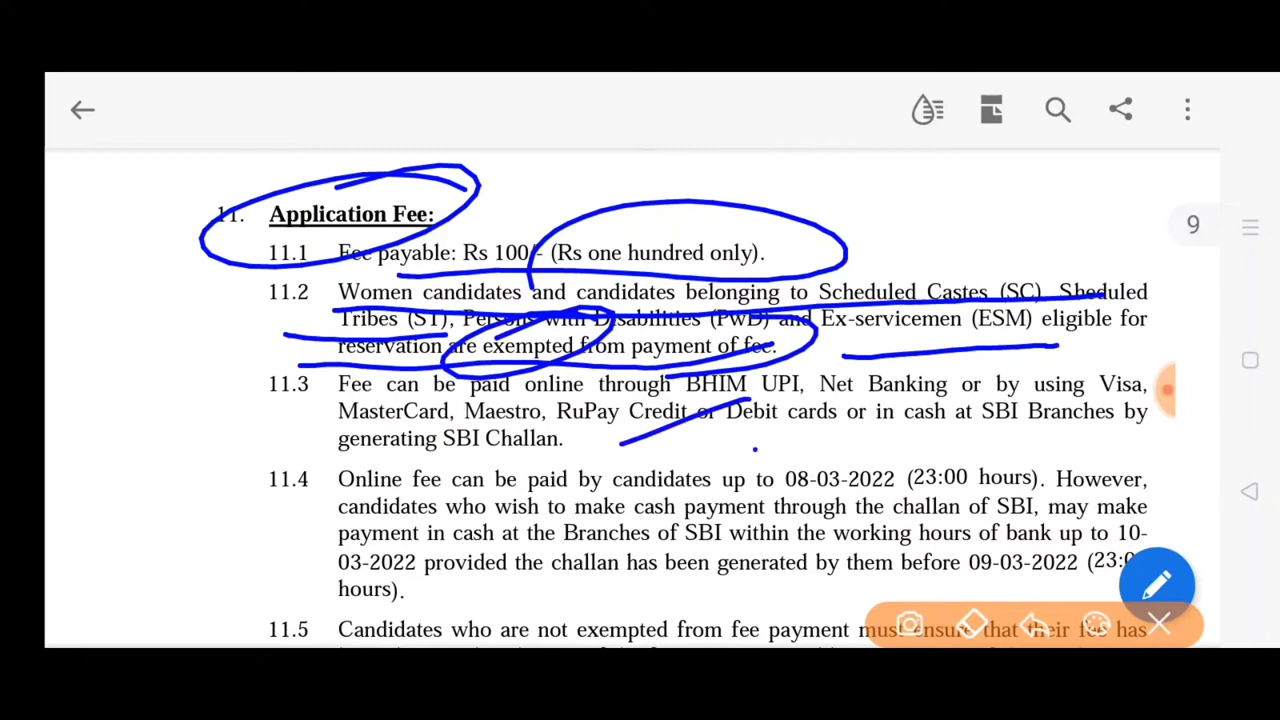 11. Application Fee:
9
11.1 Fee payable: Rs 100/- (Rs one hundred only).
11.2 Women candidates and candidates belonging to Scheduled Castes (SC), Sheduled
Tribes (ST), Persons with Disabilities (PwD) and Ex-servicemen (ESM) eligible for
reservation are exempted from payment of fee.
11.3 Fee can be paid online through BHIM UPI, Net Banking or by using Visa,
MasterCard, Maestro, RuPay Credit or Debit cards or in cash at SBI Branches by
generating SBI Challan.
11.4 Online fee can be paid by candidates up to 08-03-2022 (23:00 hours). However,
candidates who wish to make cash payment through the challan of SBI, may make
payment in cash at the Branches of SBI within the working hours of bank up to 10-
03-2022 provided the challan has been generated by them before 09-03-2022
hours).
11.5 Candidates who are not exempted from fee payment must ensure that their fee has